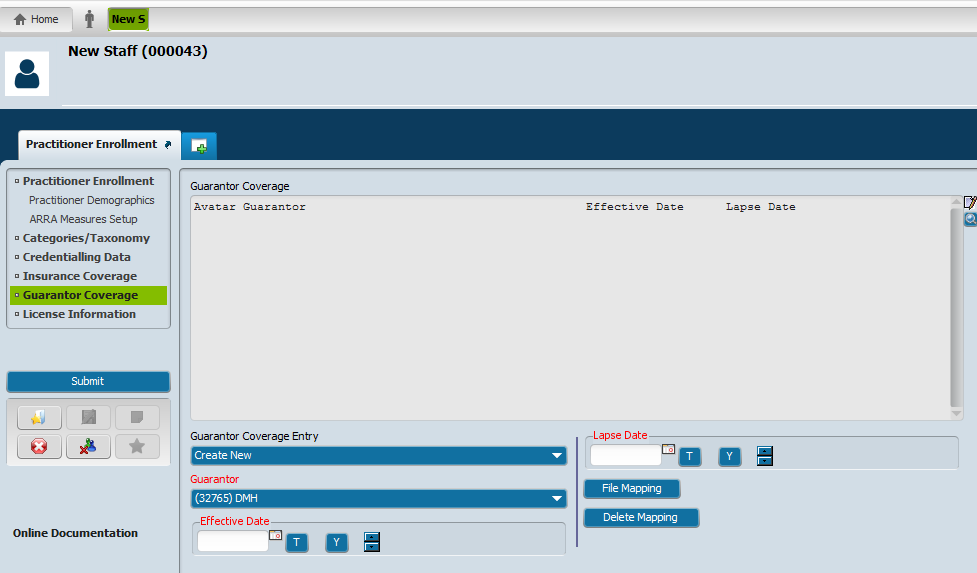 Home
New S
New Staff (000043)
Practitioner Enrollment
Practitioner Enrollment
Practitioner Demographics
ARRA Measures Setup
Categories/Taxonomy
Credentialling Data
Insurance Coverage
Guarantor Coverage
License Information
Submit
Online Documentation
Guarantor Coverage
Avatar Guarantor Effective Date Lapse Date
Guarantor Coverage Entry
Create New
Guarantor
(32765) DMH
Effective Date
T Y
Lapse Date
T Y
File Mapping
Delete Mapping